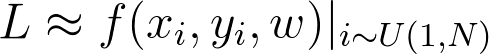 L ≈ f(x_i, y_i, w)|_{i∼U(1,N)}